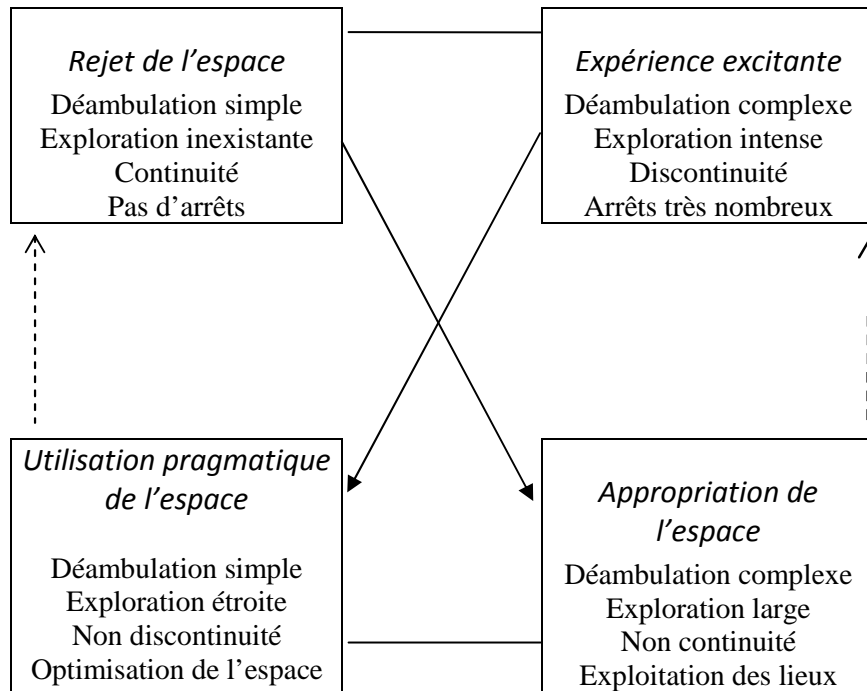 Rejet de l’espace
Déambulation simple
Exploration inexistante
Continuité
Pas d’arrêts
Expérience excitante
Déambulation complexe
Exploration intense
Discontinuité
Arrêts très nombreux
Utilisation pragmatique
de l’espace
Déambulation simple
Exploration étroite
Non discontinuité
Optimisation de l’espace
Appropriation de
l’espace
Déambulation complexe
Exploration large
Non continuité
Exploitation des lieux